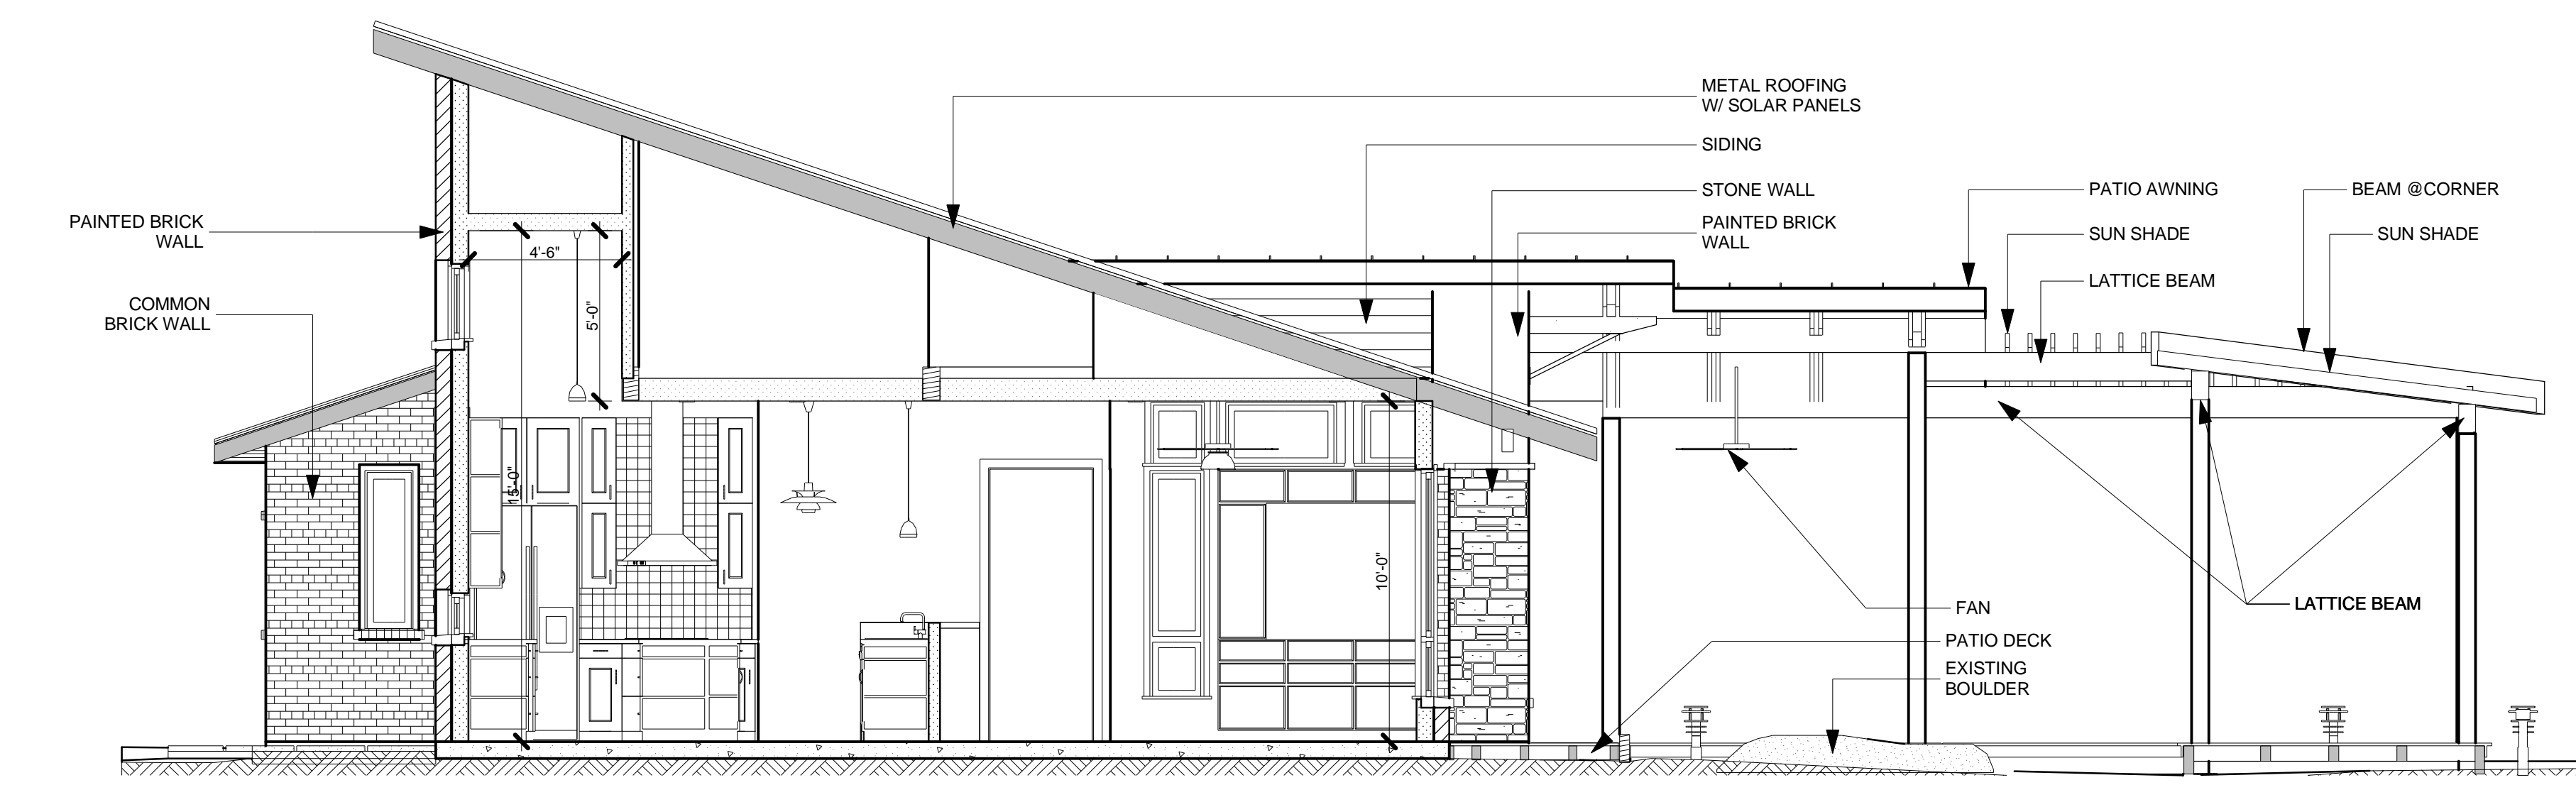 METAL ROOFING
W/ SOLAR PANELS
SIDING
STONE WALL
PAINTED BRICK
WALL
PATIO AWNING
BEAM @CORNER
SUN SHADE
SUN SHADE
LATTICE BEAM
PAINTED BRICK
WALL
COMMON
BRICK WALL
4'-6"
5'-0"
15'-0"
10'-0"
FAN
LATTICE BEAM
PATIO DECK
EXISTING
BOULDER